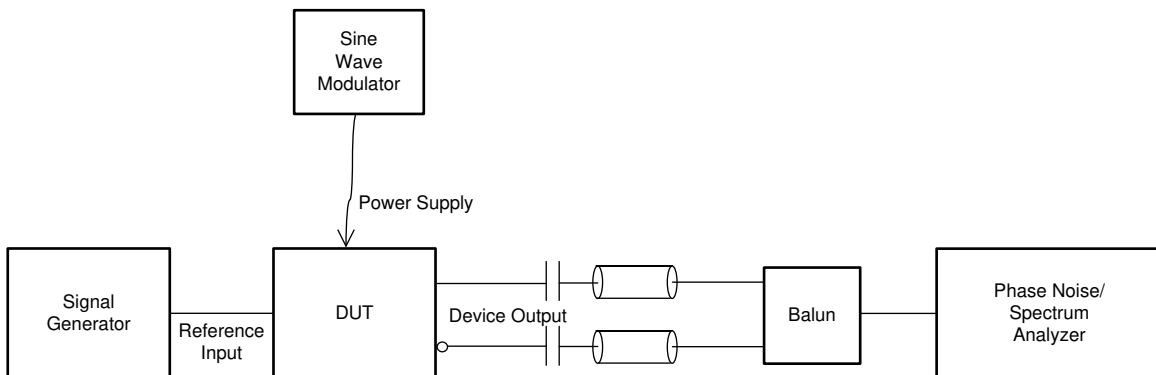 Sine
Wave
Modulator
Power Supply
Signal
Generator
Reference
Input
DUT
Device Output
Balun
Phase Noise/
Spectrum
Analyzer